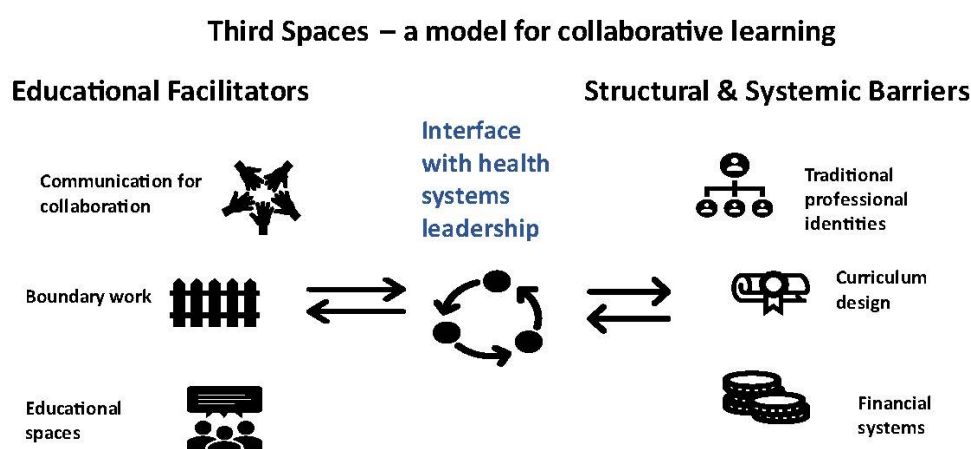 Third Spaces – a model for collaborative learning
Educational Facilitators
Structural & Systemic Barriers
Interface
with health
systems
leadership
Communication for
collaboration
Traditional
professional
identities
Boundary work
Curriculum
design
Educational
spaces
Financial
systems